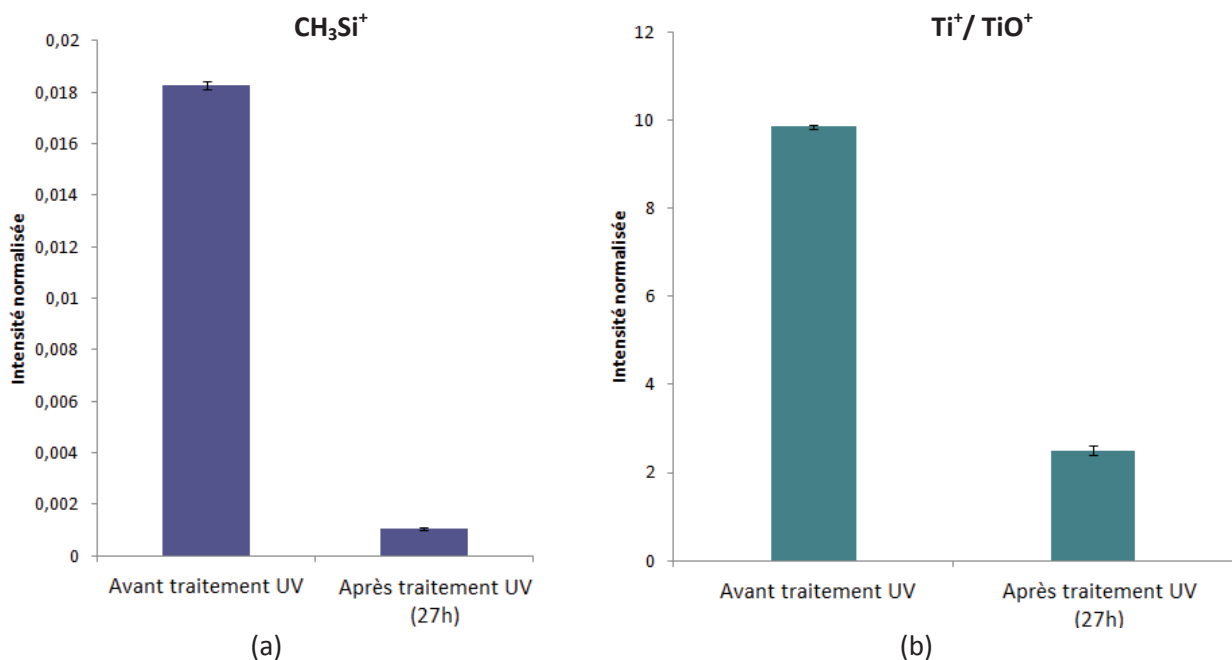 CH₃Si⁺
0,02
0,018
0,016
0,014
0,012
0,01
0,008
0,006
0,004
0,002
0
Intensité normalisée
Avant traitement UV
Après traitement UV
(27h)
(a)
Ti⁺/ TiO⁺
12
10
8
6
4
2
0
Intensité normalisée
Avant traitement UV
Après traitement UV
(27h)
(b)